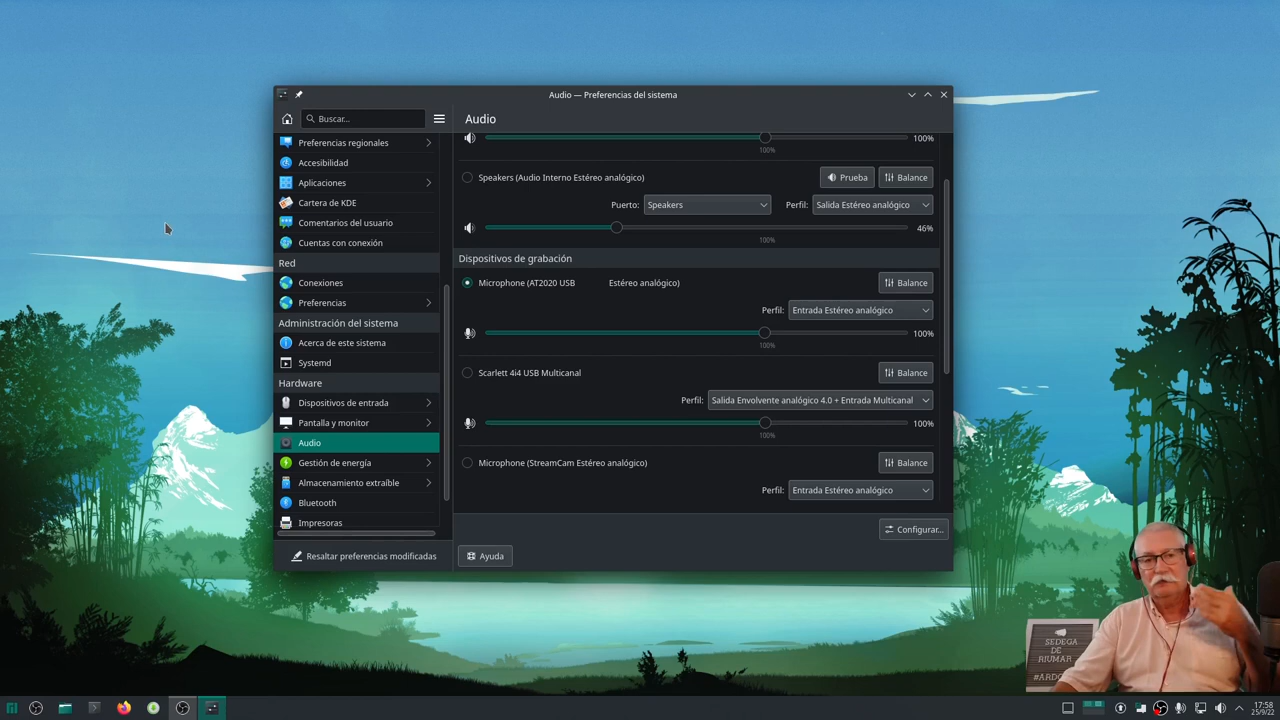 Audio — Preferencias del sistema
Buscar...
Audio
Preferencias regionales
Accesibilidad
Aplicaciones
Cartera de KDE
Comentarios del usuario
Cuentas con conexión
Red
Conexiones
Preferencias
Administración del sistema
Acerca de este sistema
Systemd
Hardware
Dispositivos de entrada
Pantalla y monitor
Audio
Gestión de energía
Almacenamiento extraíble
Bluetooth
Impresoras
Resaltar preferencias modificadas
100%
100%
Speakers (Audio Interno Estéreo analógico) Prueba Balance
Puerto: Speakers Perfil: Salida Estéreo analógico
46%
100%
Dispositivos de grabación
Microphone (AT2020 USB Estéreo analógico) Balance
Perfil: Entrada Estéreo analógico
100%
100%
Scarlett 4i4 USB Multicanal Balance
Perfil: Salida Envolvente analógico 4.0 + Entrada Multicanal
100%
100%
Microphone (StreamCam Estéreo analógico) Balance
Perfil: Entrada Estéreo analógico
Configurar...
Ayuda
SEDEGA
DE
RIUMAR
#ARDO
17:58
25/9/22